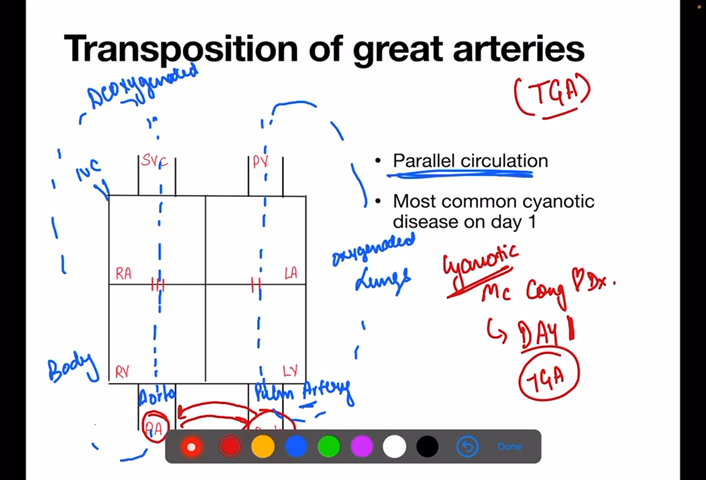 Transposition of great arteries
Deoxygenated
(TGA)
IVC
SVC
PV
• Parallel circulation
• Most common cyanotic
disease on day 1
RA
LA
oxygenated
Lungs
Cyanotic
Mc Cong ♡ Dx.
↳ DAY 1
TGA
Body
RV
LV
Aorta
Pulm Artery
PA
Done